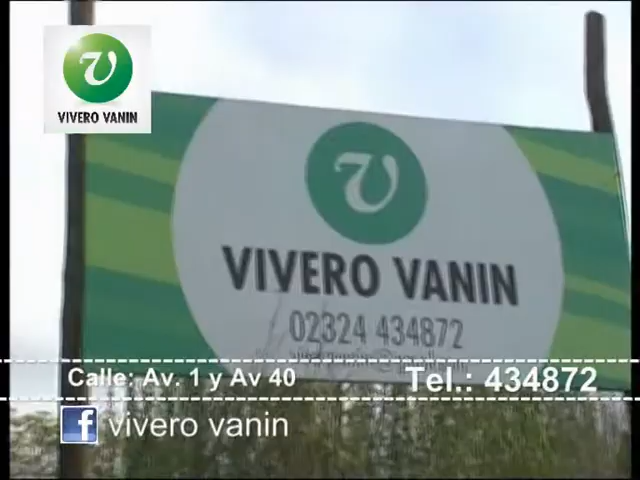 VIVERO VANIN
VIVERO VANIN
02324 434872
Calle: Av. 1 y Av 40
Tel.: 434872
vivero vanin